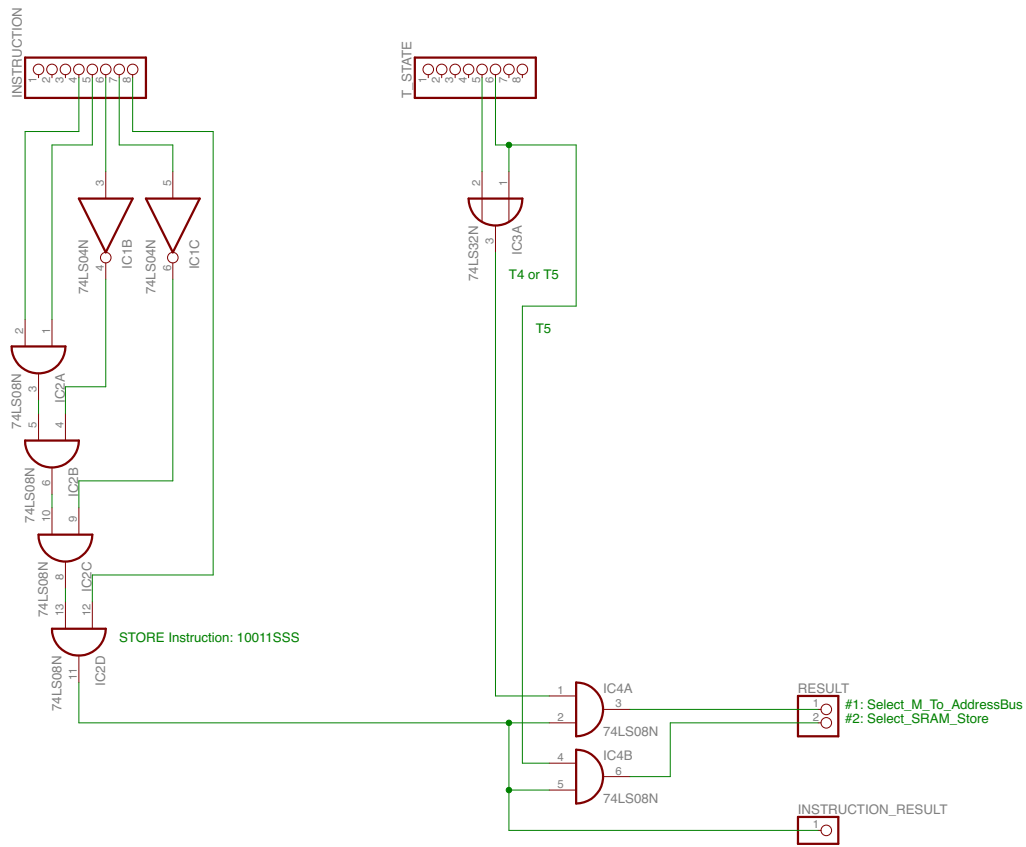 INSTRUCTION
1 2 3 4 5 6 7 8
T_STATE
1 2 3 4 5 6 7 8
3
74LS04N
IC1B
4
5
74LS04N
IC1C
6
2
1
74LS32N
IC3A
3
T4 or T5
T5
2
1
74LS08N
IC2A
3
5
4
74LS08N
IC2B
6
10
9
74LS08N
IC2C
8
13
12
74LS08N
IC2D
11
STORE Instruction: 10011SSS
1
2
IC4A
3
74LS08N
4
5
IC4B
6
74LS08N
RESULT
1
2
#1: Select_M_To_AddressBus
#2: Select_SRAM_Store
INSTRUCTION_RESULT
1